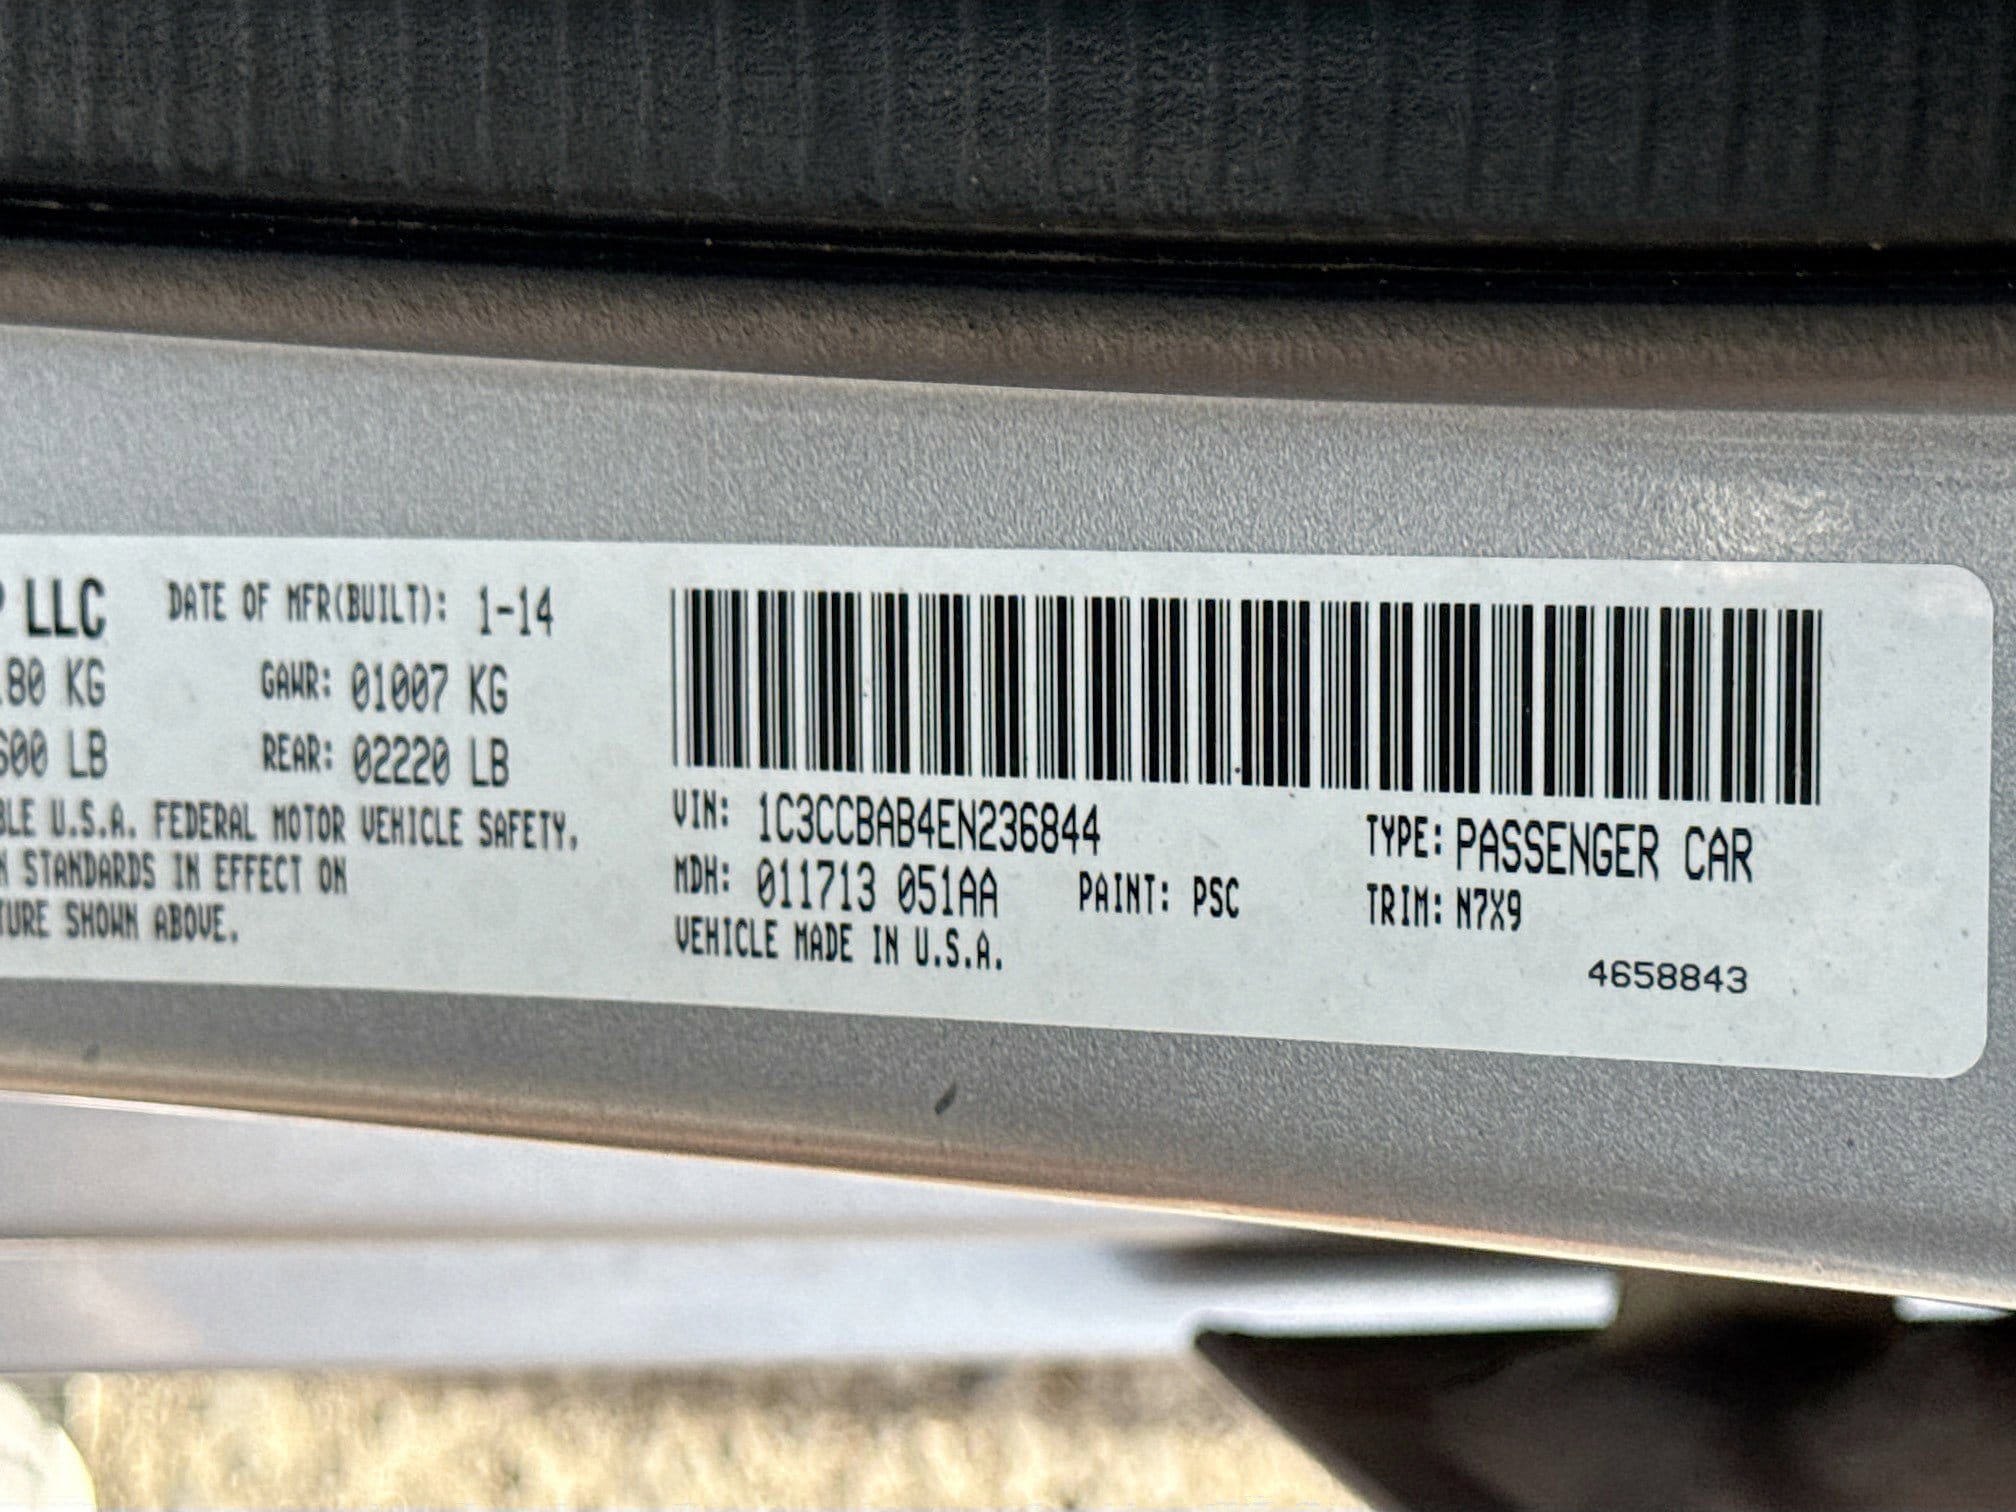 LLC DATE OF MFR(BUILT): 1-14
80 KG GAWR: 01007 KG
600 LB REAR: 02220 LB
BLE U.S.A. FEDERAL MOTOR VEHICLE SAFETY,
N STANDARDS IN EFFECT ON
TURE SHOWN ABOVE.
VIN: 1C3CCBAB4EN236844 TYPE: PASSENGER CAR
MDH: 011713 051AA PAINT: PSC TRIM: N7X9
VEHICLE MADE IN U.S.A.
4658843